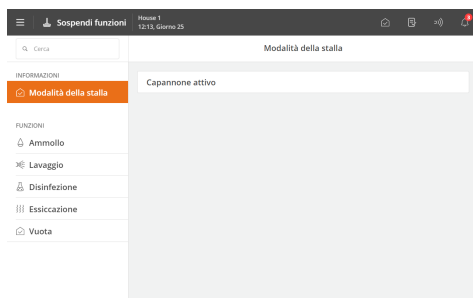 Sospendi funzioni
House 1
12:13, Giorno 25
3
Cerca
Modalità della stalla
INFORMAZIONI
Modalità della stalla
Capannone attivo
FUNZIONI
Ammollo
Lavaggio
Disinfezione
Essiccazione
Vuota